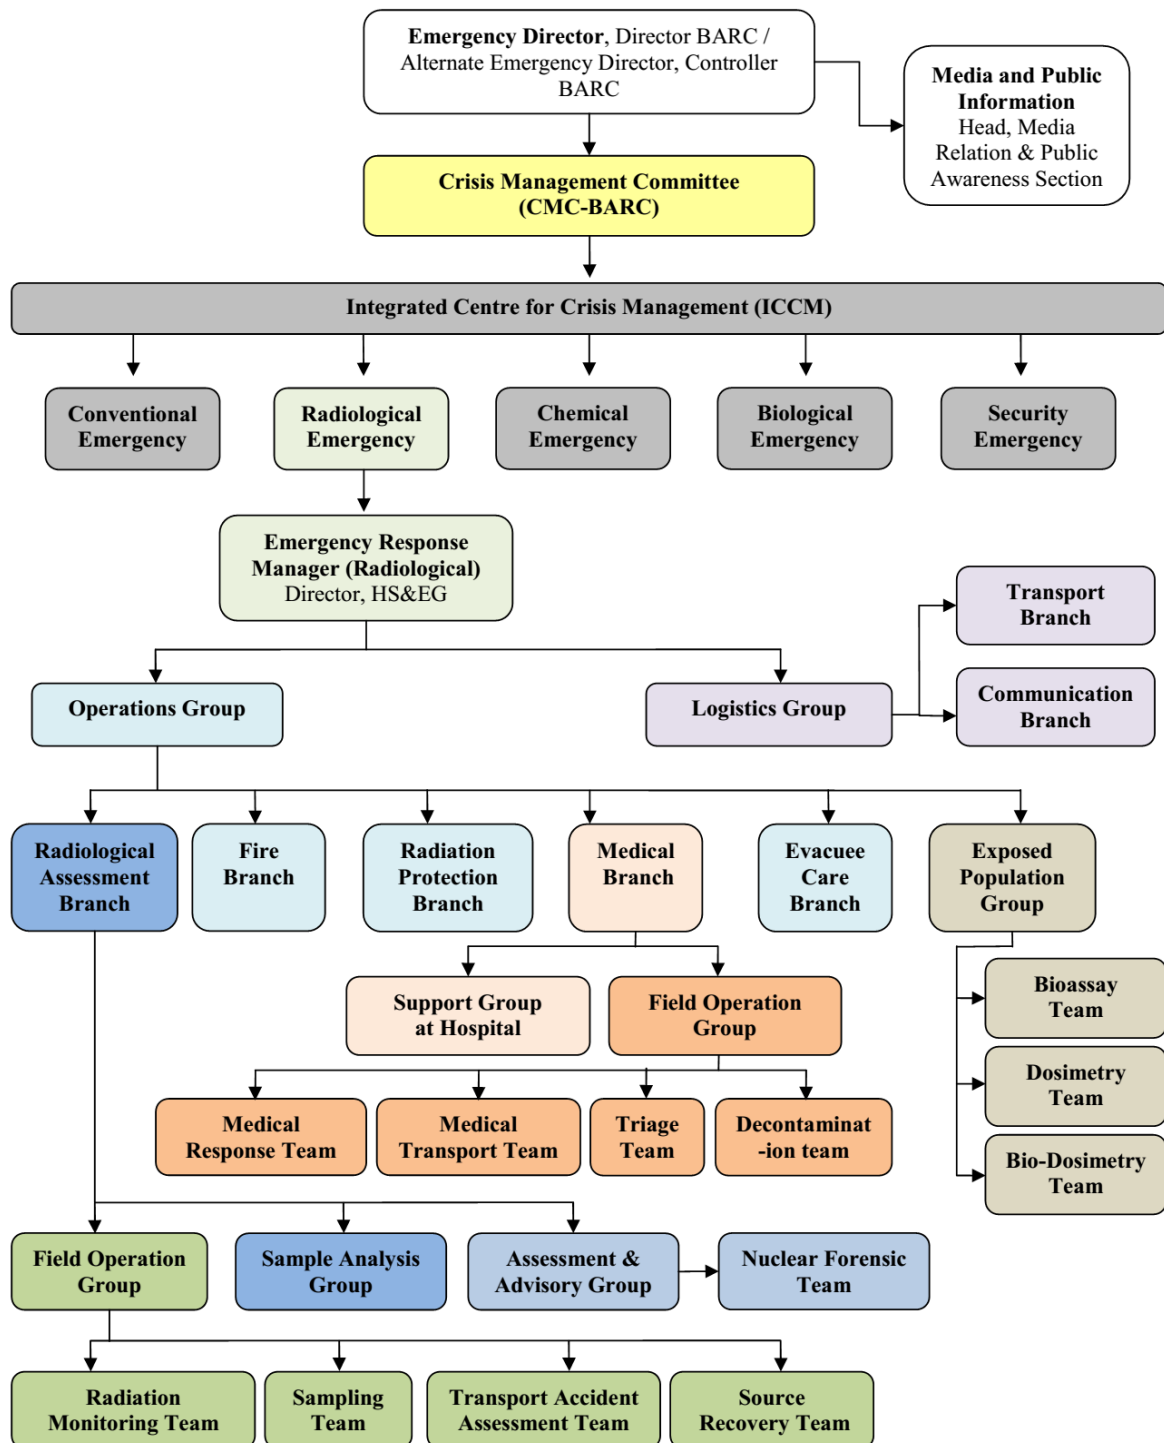 Emergency Director, Director BARC /
Alternate Emergency Director, Controller
BARC
Media and Public
Information
Head, Media
Relation & Public
Awareness Section
Crisis Management Committee
(CMC-BARC)
Integrated Centre for Crisis Management (ICCM)
Conventional
Emergency
Radiological
Emergency
Chemical
Emergency
Biological
Emergency
Security
Emergency
Emergency Response
Manager (Radiological)
Director, HS&EG
Transport
Branch
Operations Group
Logistics Group
Communication
Branch
Radiological
Assessment
Branch
Fire
Branch
Radiation
Protection
Branch
Medical
Branch
Evacuee
Care
Branch
Exposed
Population
Group
Support Group
at Hospital
Field Operation
Group
Bioassay
Team
Dosimetry
Team
Bio-Dosimetry
Team
Medical
Response Team
Medical
Transport Team
Triage
Team
Decontaminat
-ion team
Field Operation
Group
Sample Analysis
Group
Assessment &
Advisory Group
Nuclear Forensic
Team
Radiation
Monitoring Team
Sampling
Team
Transport Accident
Assessment Team
Source
Recovery Team